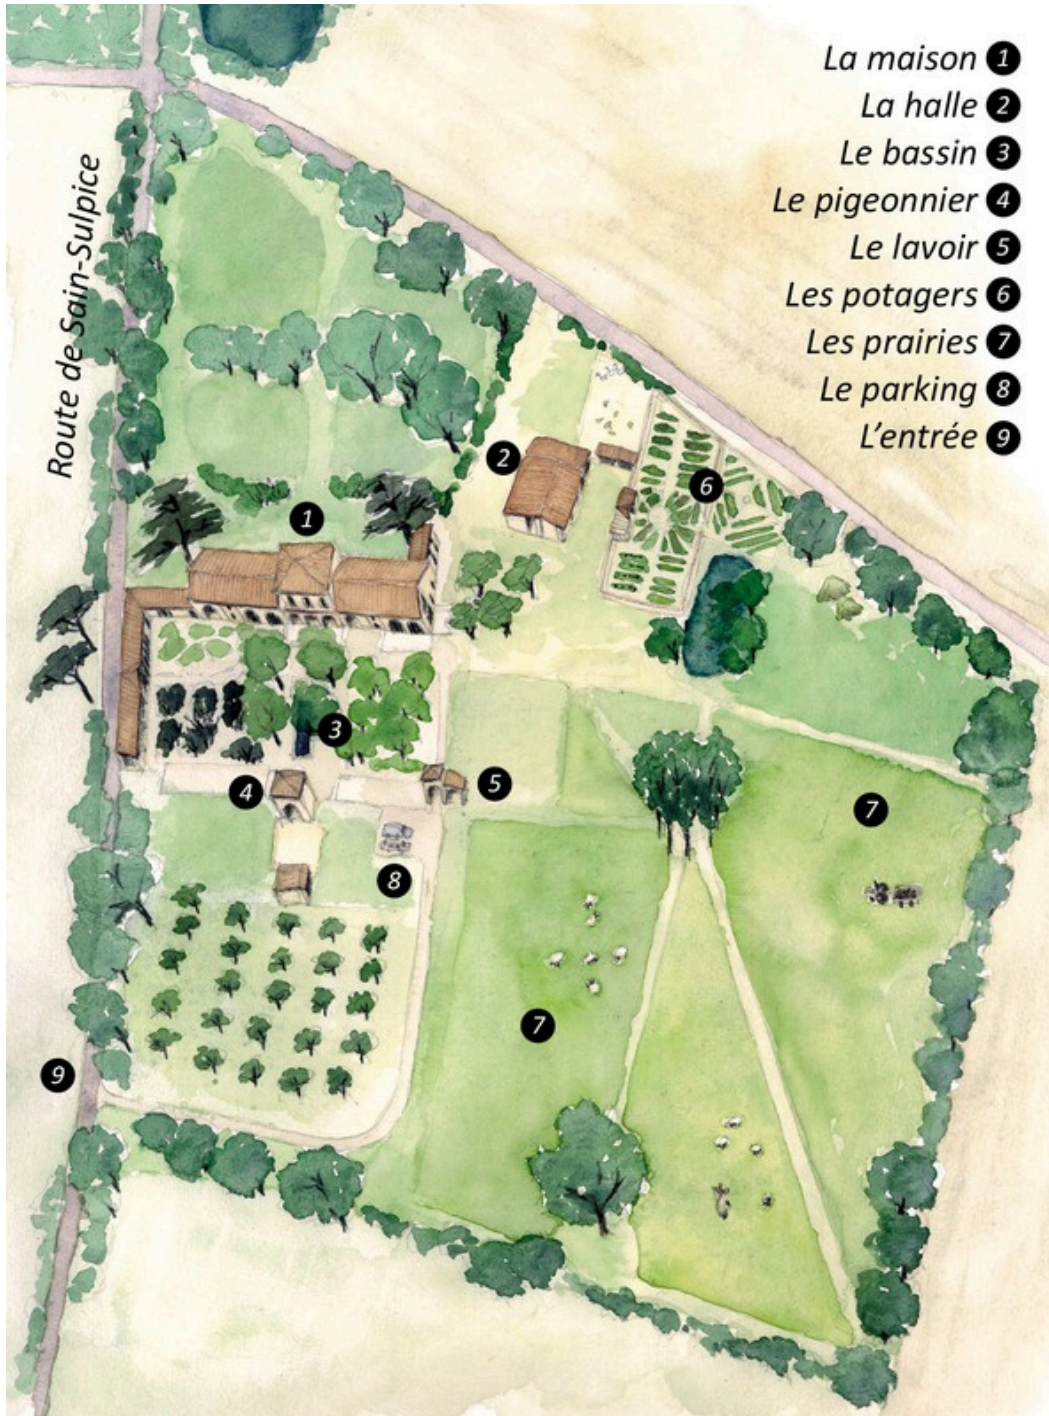 La maison 1
La halle 2
Le bassin 3
Le pigeonnier 4
Le lavoir 5
Les potagers 6
Les prairies 7
Le parking 8
L'entrée 9
Route de Sain-Sulpice
2
6
1
3
4
5
7
8
7
9